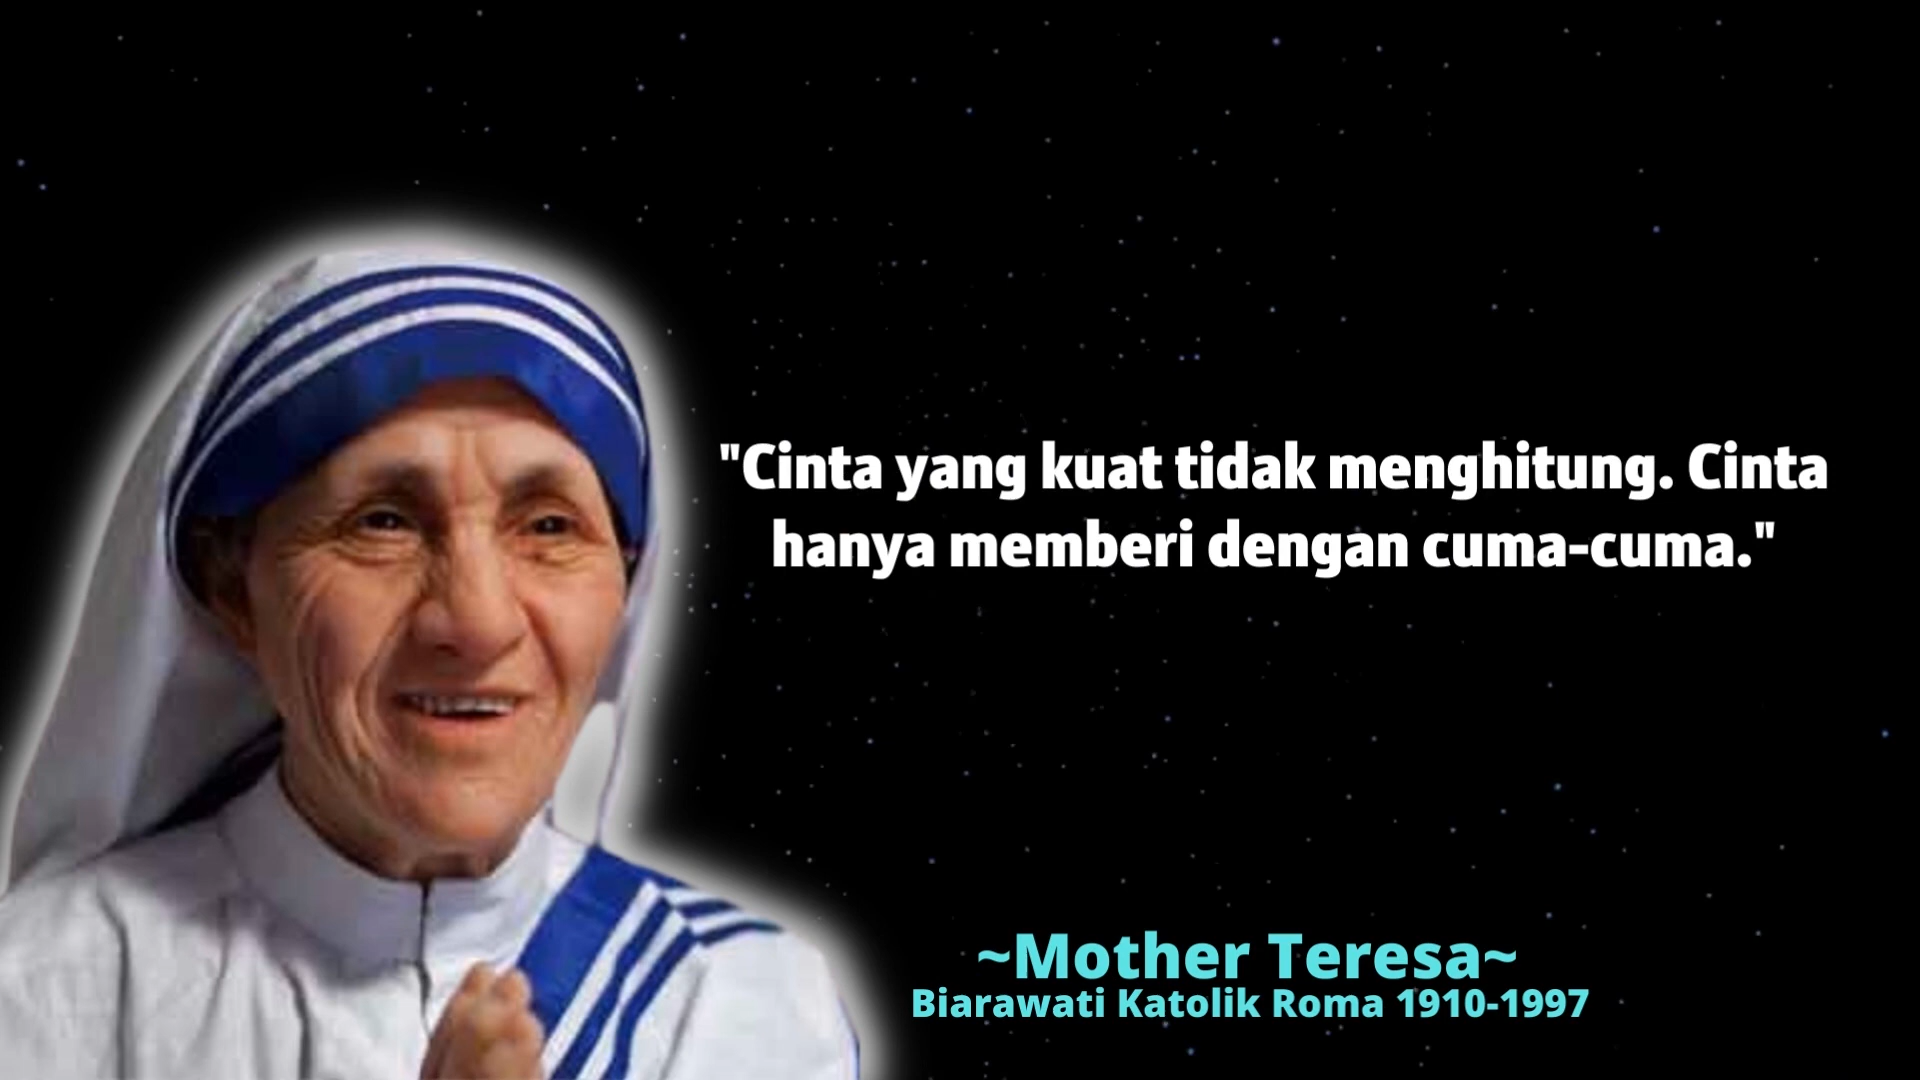 "Cinta yang kuat tidak menghitung. Cinta
hanya memberi dengan cuma-cuma."
~Mother Teresa~
Biarawati Katolik Roma 1910-1997